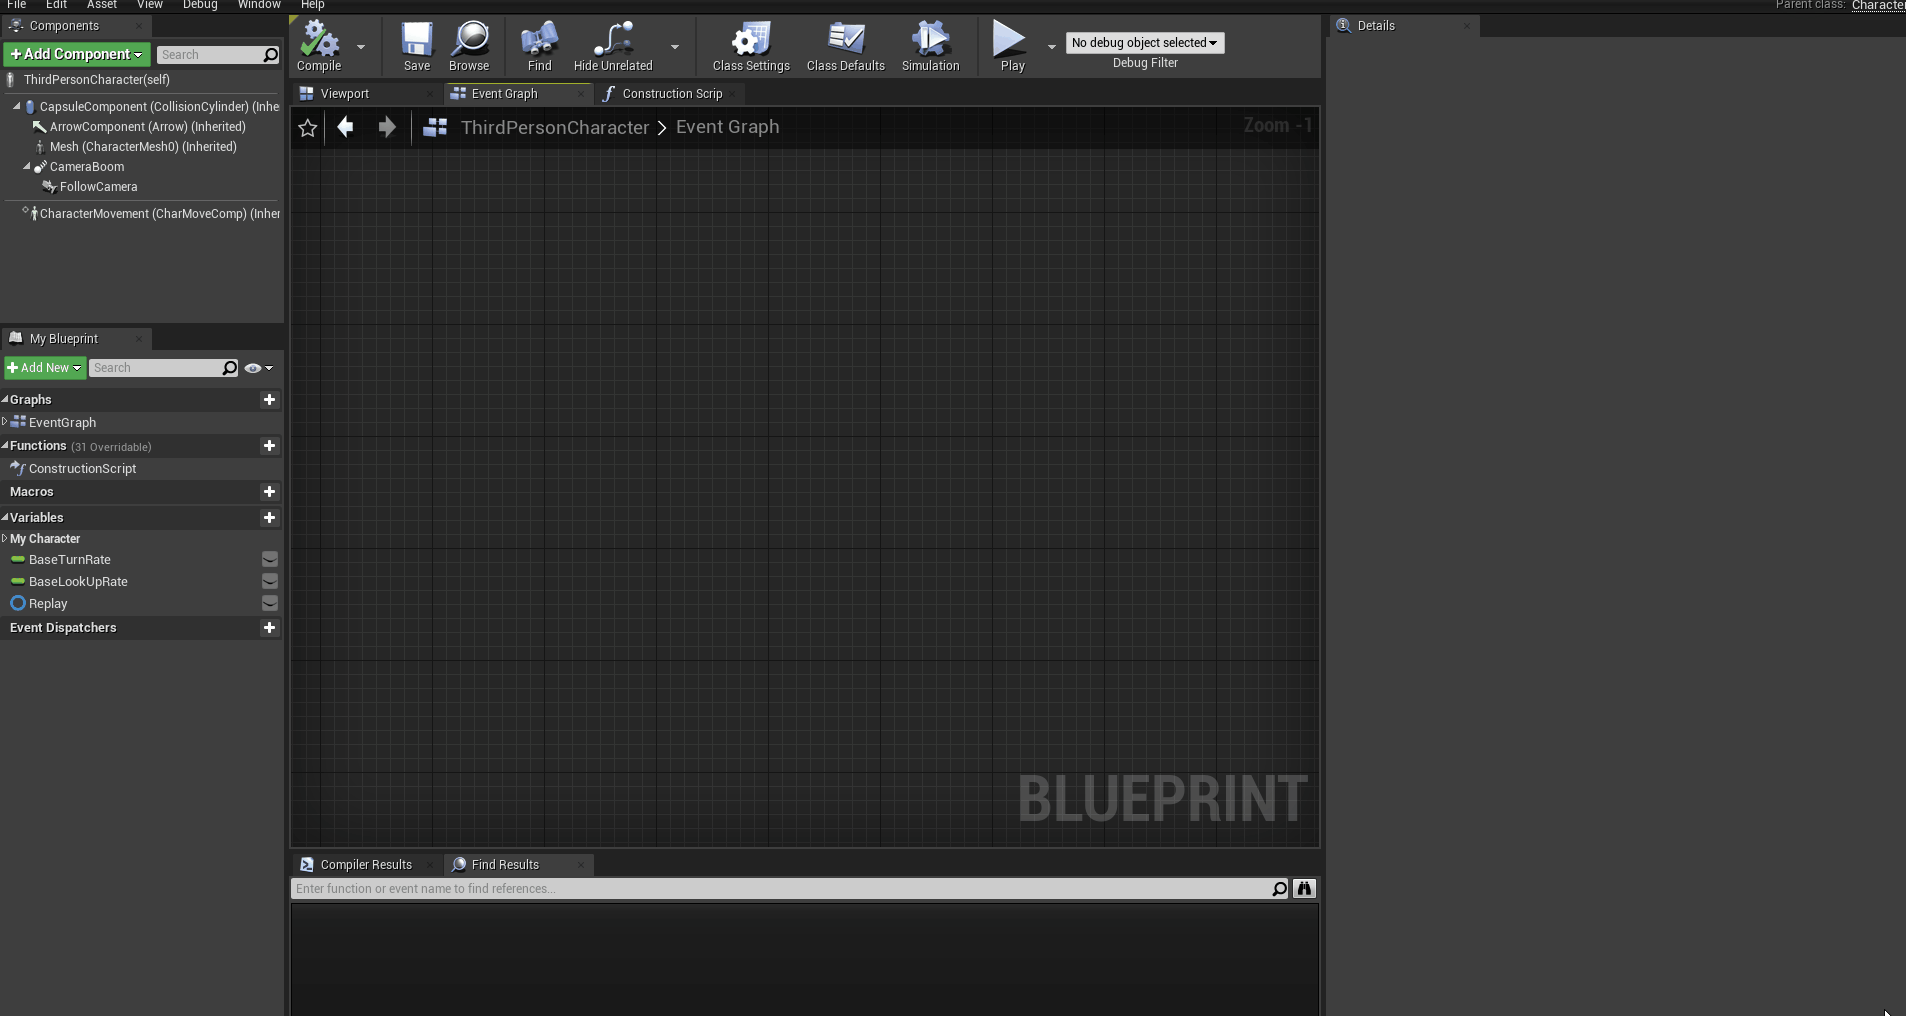 File Edit Asset View Debug Window Help
Parent class: Character
Components
Add Component
Search
ThirdPersonCharacter(self)
CapsuleComponent (CollisionCylinder) (Inhe
ArrowComponent (Arrow) (Inherited)
Mesh (CharacterMesh0) (Inherited)
CameraBoom
FollowCamera
CharacterMovement (CharMoveComp) (Inher
My Blueprint
Add New
Search
Graphs
EventGraph
Functions (31 Overridable)
ConstructionScript
Macros
Variables
My Character
BaseTurnRate
BaseLookUpRate
Replay
Event Dispatchers
Compile Save Browse Find Hide Unrelated Class Settings Class Defaults Simulation Play
No debug object selected
Debug Filter
Viewport
Event Graph
Construction Scrip
ThirdPersonCharacter > Event Graph
Zoom -1
BLUEPRINT
Compiler Results
Find Results
Enter function or event name to find references...
Details